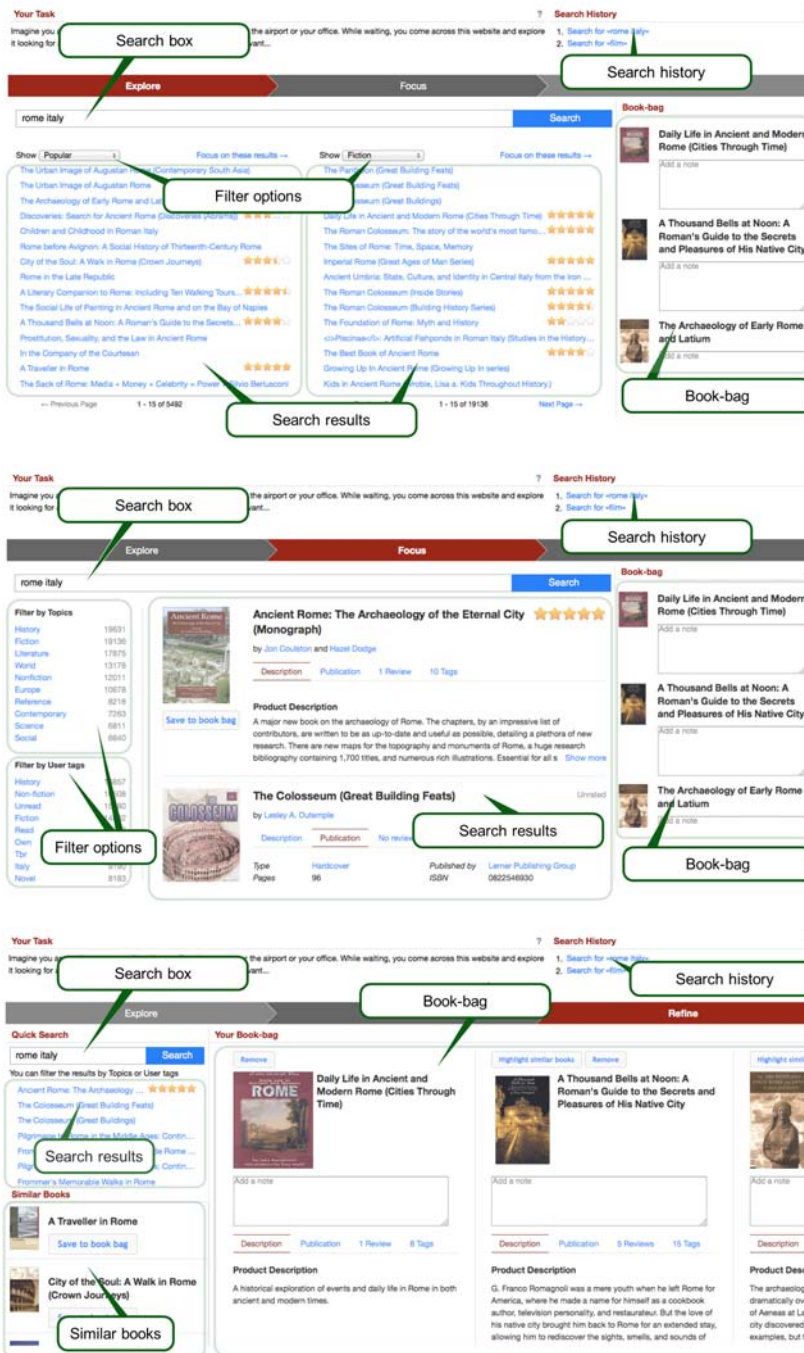 Your Task
?
Search History
Imagine you
the airport or your office. While waiting, you come across this website and explore
it looking for
vant...
1. Search for «rome italy»
2. Search for «film»
Search box
Search history
Explore
Focus
rome italy
Search
Book-bag
Show Popular
Focus on these results →
Show Fiction
Focus on these results →
Filter options
The Urban Image of Augustan Rome (Contemporary South Asia)
The Urban Image of Augustan Rome
The Archaeology of Early Rome and Lat
Discoveries: Search for Ancient Rome (Discoveries (Abrams))
Children and Childhood in Roman Italy
Rome before Avignon: A Social History of Thirteenth-Century Rome
City of the Soul: A Walk in Rome (Crown Journeys)
Rome in the Late Republic
A Literary Companion to Rome: Including Ten Walking Tours...
The Social Life of Painting in Ancient Rome and on the Bay of Naples
A Thousand Bells at Noon: A Roman's Guide to the Secrets...
Prostitution, Sexuality, and the Law in Ancient Rome
In the Company of the Courtesan
A Traveller in Rome
The Sack of Rome: Media + Money + Celebrity + Power = Silvio Berlusconi
← Previous Page
1 - 15 of 5492
The Pantheon (Great Building Feats)
Colosseum (Great Building Feats)
Colosseum (Great Buildings)
Daily Life in Ancient and Modern Rome (Cities Through Time)
The Roman Colosseum: The story of the world's most famo...
The Sites of Rome: Time, Space, Memory
Imperial Rome (Great Ages of Man Series)
Ancient Umbria: State, Culture, and Identity in Central Italy from the Iron ...
The Roman Colosseum (Inside Stories)
The Roman Colosseum (Building History Series)
The Foundation of Rome: Myth and History
<i>Piscinae</i>: Artificial Fishponds in Roman Italy (Studies in the History...
The Best Book of Ancient Rome
Growing Up In Ancient Rome (Growing Up In series)
Kids in Ancient Rome (Wroble, Lisa a. Kids Throughout History.)
1 - 15 of 19136
Next Page →
Search results
Daily Life in Ancient and Modern
Rome (Cities Through Time)
Add a note
A Thousand Bells at Noon: A
Roman's Guide to the Secrets
and Pleasures of His Native City
Add a note
The Archaeology of Early Rome
and Latium
Add a note
Book-bag
Your Task
?
Search History
Imagine you
the airport or your office. While waiting, you come across this website and explore
it looking for
vant...
1. Search for «rome italy»
2. Search for «film»
Search box
Search history
Explore
Focus
rome italy
Search
Book-bag
Filter by Topics
History 19631
Fiction 19136
Literature 17875
World 13178
Nonfiction 12011
Europe 10678
Reference 8218
Contemporary 7263
Science 6811
Social 6640
Filter by User tags
History
Non-fiction
Unread
Fiction
Read
Own
Tbr
Italy 8190
Novel 8183
Filter options
Ancient Rome
Ancient Rome: The Archaeology of the Eternal City
(Monograph)
by Jon Coulston and Hazel Dodge
Description Publication 1 Review 10 Tags
Save to book bag
Product Description
A major new book on the archaeology of Rome. The chapters, by an impressive list of
contributors, are written to be as up-to-date and useful as possible, detailing a plethora of new
research. There are new maps for the topography and monuments of Rome, a huge research
bibliography containing 1,700 titles, and numerous rich illustrations. Essential for all s Show more
COLOSSEUM
The Colosseum (Great Building Feats)
Unrated
by Lesley A. Dutemple
Description Publication No review
Search results
Type Hardcover Published by Lerner Publishing Group
Pages 96 ISBN 0822546930
Daily Life in Ancient and Modern
Rome (Cities Through Time)
Add a note
A Thousand Bells at Noon: A
Roman's Guide to the Secrets
and Pleasures of His Native City
Add a note
The Archaeology of Early Rome
and Latium
Add a note
Book-bag
Your Task
?
Search History
Imagine you
the airport or your office. While waiting, you come across this website and explore
it looking for
vant...
1. Search for «rome italy»
2. Search for «film»
Search box
Book-bag
Search history
Explore
Refine
Quick Search
rome italy
Search
You can filter the results by Topics or User tags
Ancient Rome: The Archaeology ...
The Colosseum (Great Building Feats)
The Colosseum (Great Buildings)
Pilgrimage to Rome in the Middle Ages: Contin...
From
le Rome ...
Pilgr
s: Contin...
Frommer's Memorable Walks in Rome
Search results
Similar Books
A Traveller in Rome
Save to book bag
City of the Soul: A Walk in Rome
(Crown Journeys)
Similar books
Your Book-bag
Remove
ROME
Daily Life in Ancient and
Modern Rome (Cities Through
Time)
Add a note
Description Publication 1 Review 8 Tags
Product Description
A historical exploration of events and daily life in Rome in both
ancient and modern times.
Highlight similar books Remove
A Thousand Bells at Noon: A
Roman's Guide to the Secrets and
Pleasures of His Native City
Add a note
Description Publication 5 Reviews 15 Tags
Product Description
G. Franco Romagnoli was a mere youth when he left Rome for
America, where he made a name for himself as a cookbook
author, television personality, and restaurateur. But the love of
his native city brought him back to Rome for an extended stay,
allowing him to rediscover the sights, smells, and sounds of
Highlight simil
Add a note
Description
Product Desc
The archaeolog
dramatically ov
of Aeneas at La
city discovered
examples, but t